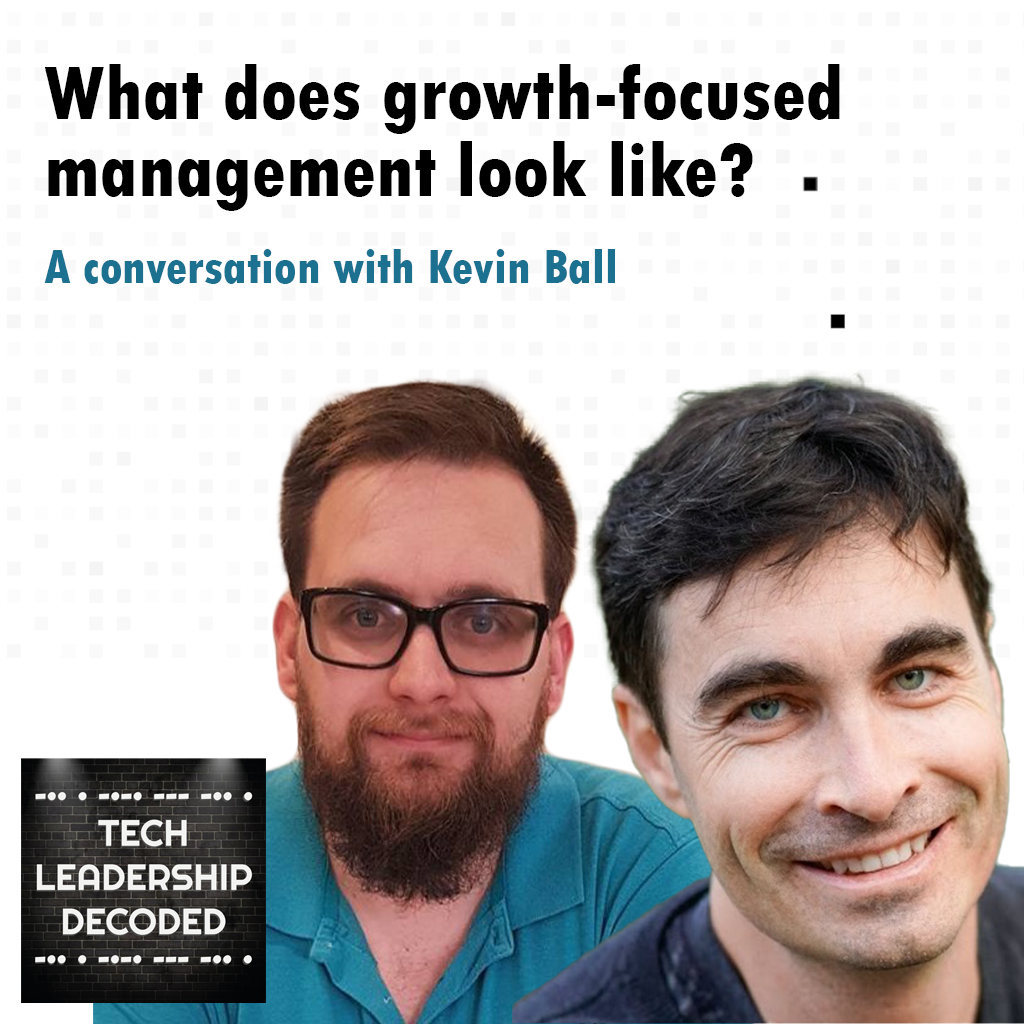 What does growth-focused
management look like?
A conversation with Kevin Ball
TECH
LEADERSHIP
DECODED